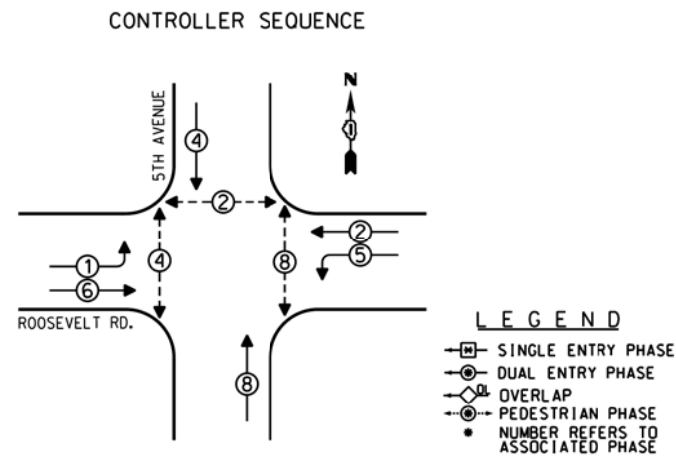 CONTROLLER SEQUENCE
N
5TH AVENUE
4
2
2
1
4
8
5
6
ROOSEVELT RD.
8
LEGEND
* SINGLE ENTRY PHASE
* DUAL ENTRY PHASE
OL OVERLAP
* PEDESTRIAN PHASE
* NUMBER REFERS TO
ASSOCIATED PHASE